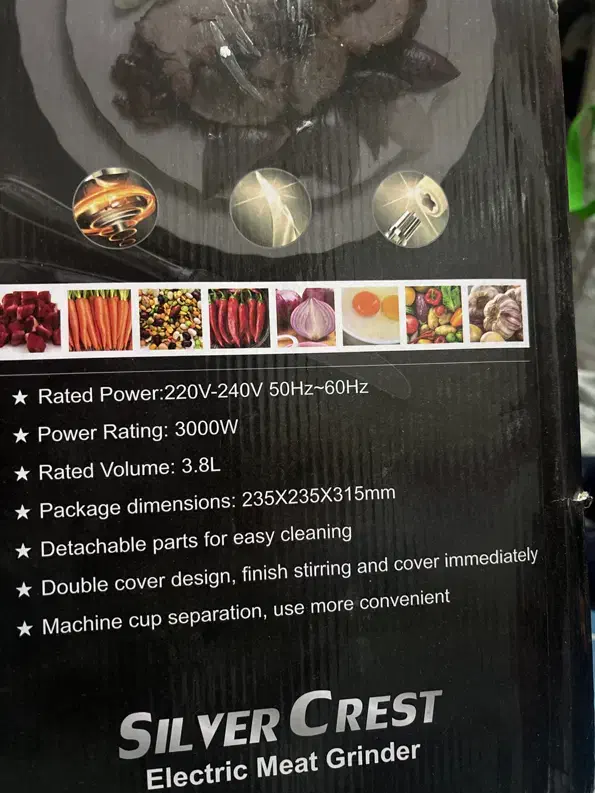 ★ Rated Power:220V-240V 50Hz~60Hz
★ Power Rating: 3000W
★ Rated Volume: 3.8L
★ Package dimensions: 235X235X315mm
★ Detachable parts for easy cleaning
★ Double cover design, finish stirring and cover immediately
★ Machine cup separation, use more convenient
SILVER CREST
Electric Meat Grinder